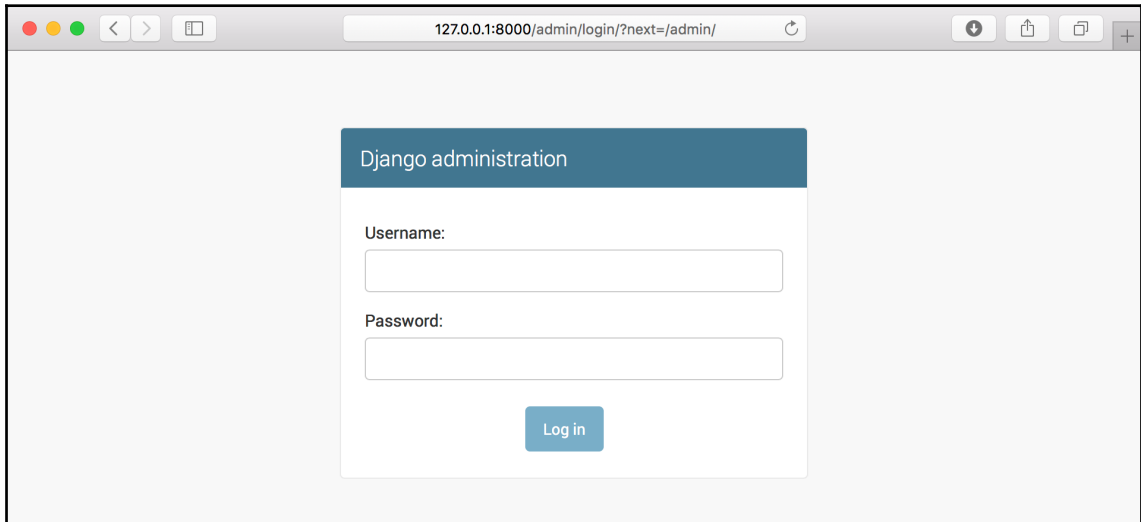 127.0.0.1:8000/admin/login/?next=/admin/
Django administration
Username:
Password:
Log in